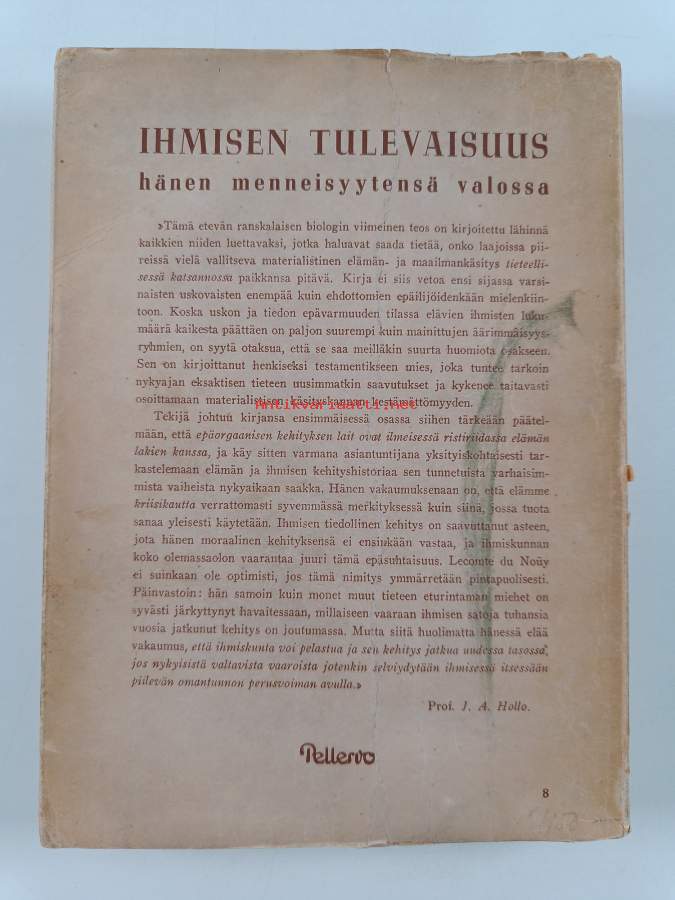 IHMISEN TULEVAISUUS
hänen menneisyytensä valossa
»Tämä etevän ranskalaisen biologin viimeinen teos on kirjoitettu lähinnä
kaikkien niiden luettavaksi, jotka haluavat saada tietää, onko laajoissa pii-
reissä vielä vallitseva materialistinen elämän- ja maailmankäsitys tieteelli-
sessä katsannossa paikkansa pitävä. Kirja ei siis vetoa ensi sijassa varsi-
naisten uskovaisten enempää kuin ehdottomien epäilijöidenkään mielenkiin-
toon. Koska uskon ja tiedon epävarmuuden tilassa elävien ihmisten luku-
määrä kaikesta päättäen on paljon suurempi kuin mainittujen äärimmäisyys-
ryhmien, on syytä otaksua, että se saa meilläkin suurta huomiota osakseen.
Sen on kirjoittanut henkiseksi testamentikseen mies, joka tuntee tarkoin
nykyajan eksaktisen tieteen uusimmatkin saavutukset ja kykenee taitavasti
osoittamaan materialistisen käsityskannan kestämättömyyden.
Antikvariaatti.net
Tekijä johtuu kirjansa ensimmäisessä osassa siihen tärkeään päätel-
mään, että epäorgaanisen kehityksen lait ovat ilmeisessä ristiriidassa elämän
lakien kanssa, ja käy sitten varmana asiantuntijana yksityiskohtaisesti tar-
kastelemaan elämän ja ihmisen kehityshistoriaa sen tunnetuista varhaisim-
mista vaiheista nykyaikaan saakka. Hänen vakaumuksenaan on, että elämme
kriisikautta verrattomasti syvemmässä merkityksessä kuin siinä, jossa tuota
sanaa yleisesti käytetään. Ihmisen tiedollinen kehitys on saavuttanut asteen,
jota hänen moraalinen kehityksensä ei ensinkään vastaa, ja ihmiskunnan
koko olemassaolon vaarantaa juuri tämä epäsuhtaisuus. Lecomte du Noüy
ei suinkaan ole optimisti, jos tämä nimitys ymmärretään pintapuolisesti.
Päinvastoin: hän samoin kuin monet muut tieteen eturintaman miehet on
syvästi järkyttynyt havaitessaan, millaiseen vaaraan ihmisen satoja tuhansia
vuosia jatkunut kehitys on joutumassa. Mutta siitä huolimatta hänessä elää
vakaumus, että ihmiskunta voi pelastua ja sen kehitys jatkua uudessa tasossa,
jos nykyisistä valtavista vaaroista jotenkin selviydytään ihmisessä itsessään
piilevän omantunnon perusvoiman avulla.»
Prof. J. A. Hollo.
Pellervo
8